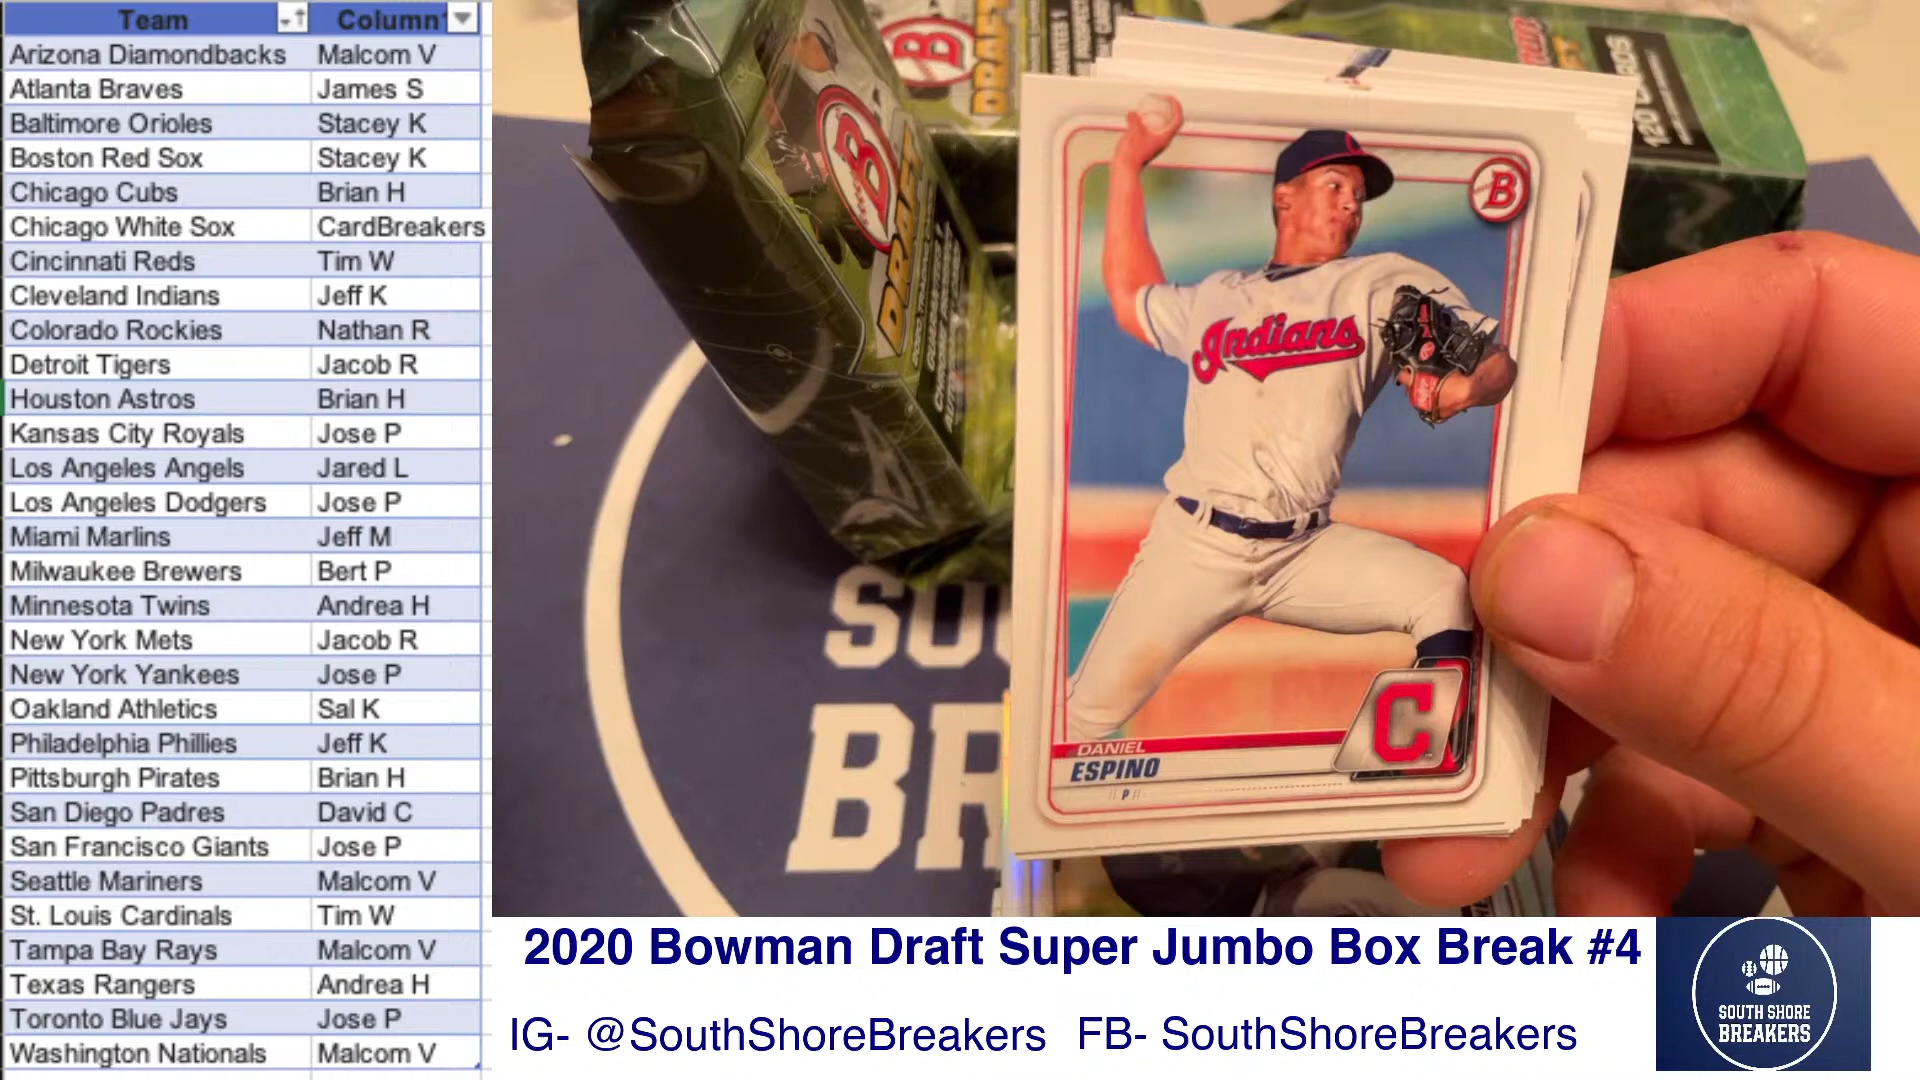 Team Column
Arizona Diamondbacks Malcom V
Atlanta Braves James S
Baltimore Orioles Stacey K
Boston Red Sox Stacey K
Chicago Cubs Brian H
Chicago White Sox CardBreakers
Cincinnati Reds Tim W
Cleveland Indians Jeff K
Colorado Rockies Nathan R
Detroit Tigers Jacob R
Houston Astros Brian H
Kansas City Royals Jose P
Los Angeles Angels Jared L
Los Angeles Dodgers Jose P
Miami Marlins Jeff M
Milwaukee Brewers Bert P
Minnesota Twins Andrea H
New York Mets Jacob R
New York Yankees Jose P
Oakland Athletics Sal K
Philadelphia Phillies Jeff K
Pittsburgh Pirates Brian H
San Diego Padres David C
San Francisco Giants Jose P
Seattle Mariners Malcom V
St. Louis Cardinals Tim W
Tampa Bay Rays Malcom V
Texas Rangers Andrea H
Toronto Blue Jays Jose P
Washington Nationals Malcom V
B
DRAFT
B
DRAFT
120 CARDS
B
Indians
C
DANIEL
ESPINO
P
SOU
BR
2020 Bowman Draft Super Jumbo Box Break #4
IG- @SouthShoreBreakers FB- SouthShoreBreakers
SOUTH SHORE
BREAKERS